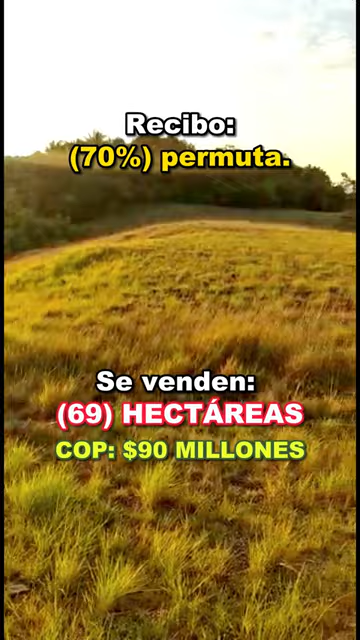 Recibo:
(70%) permuta.
Se venden:
(69) HECTÁREAS
COP: $90 MILLONES